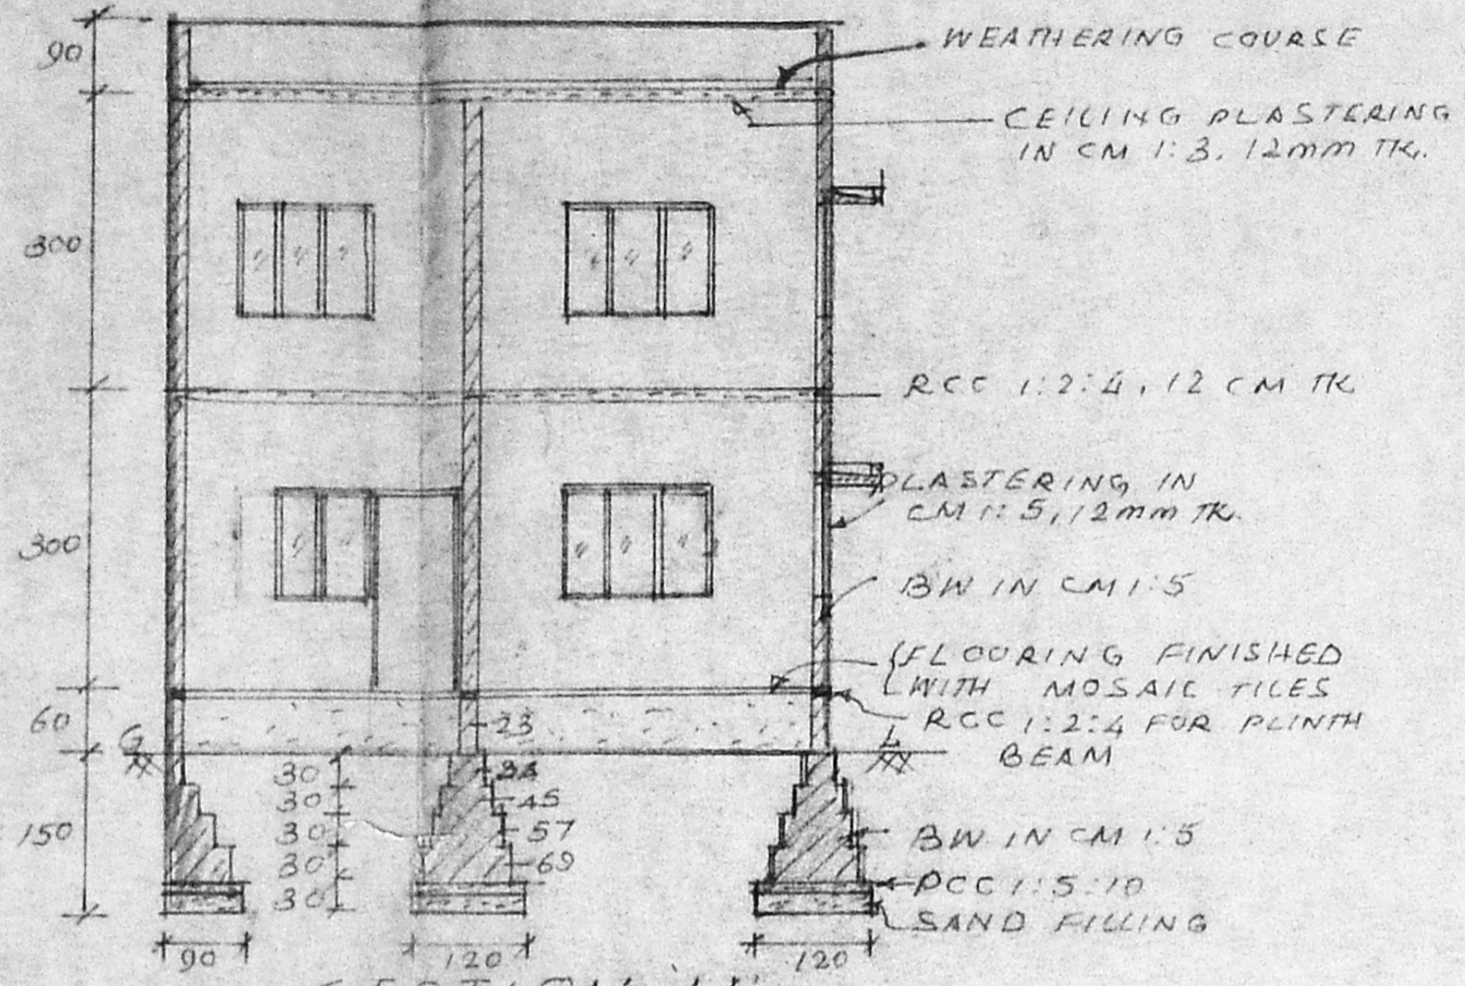 WEATHERING COURSE
CEILING PLASTERING
IN CM 1:3, 12mm TK.
RCC 1:2:4, 12 CM TK
PLASTERING IN
CM 1:5, 12mm TK.
BW IN CM 1:5
FLOORING FINISHED
WITH MOSAIC TILES
RCC 1:2:4 FOR PLINTH
BEAM
BW IN CM 1:5
PCC 1:5:10
SAND FILLING
90
300
300
60
150
G
L
23
30
30
45
30
57
30
69
30
90
120
120
SECTION